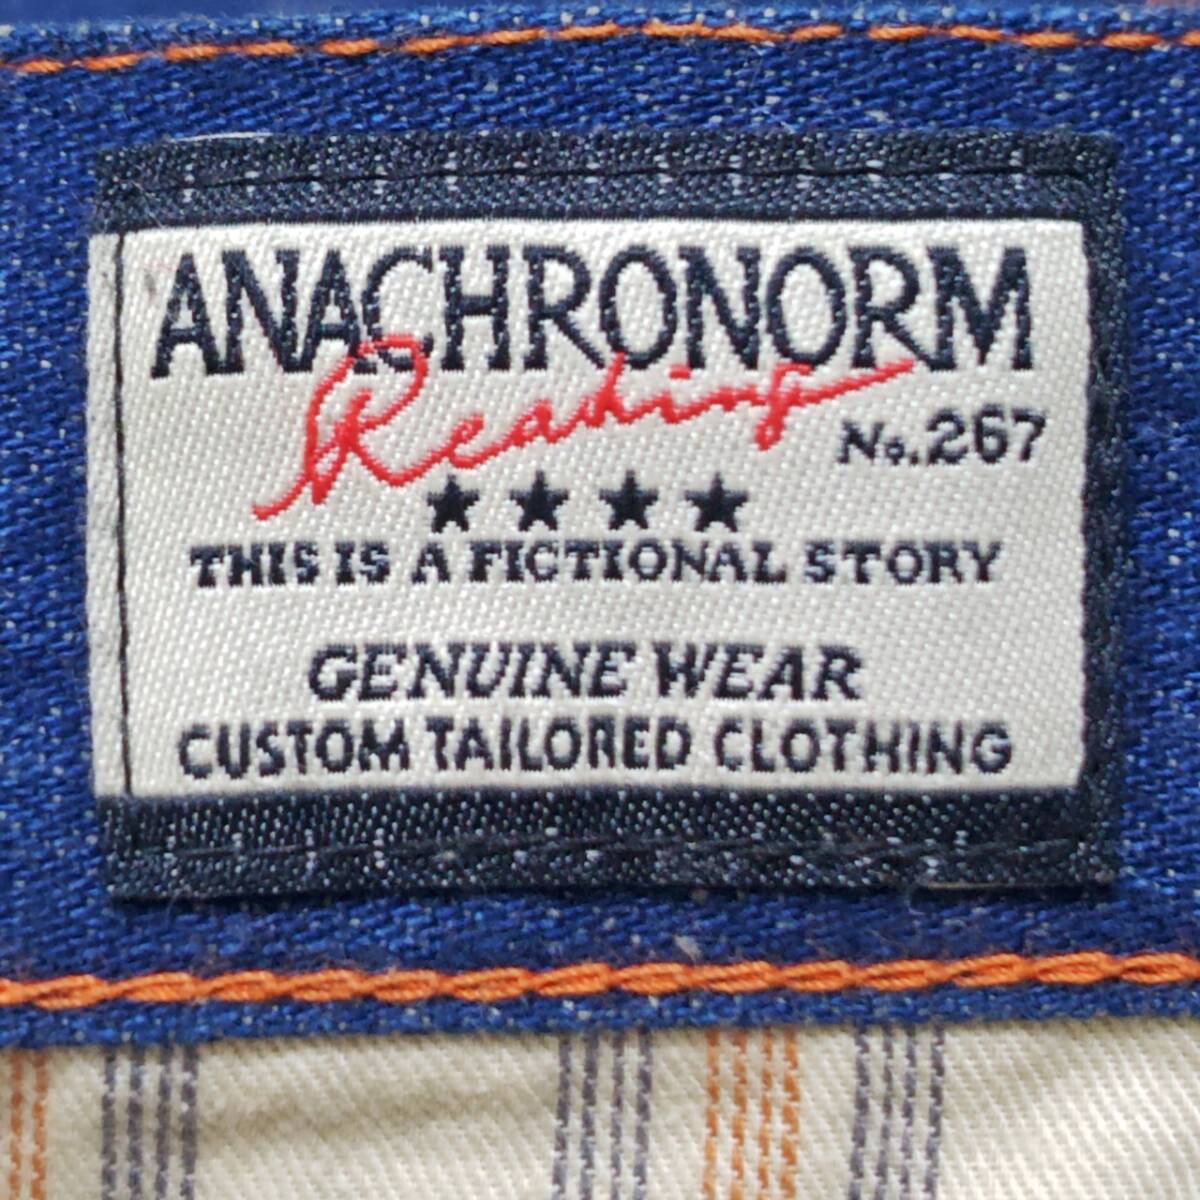 ANACHRONORM
Reading
No.267
★★★★
THIS IS A FICTIONAL STORY
GENUINE WEAR
CUSTOM TAILORED CLOTHING